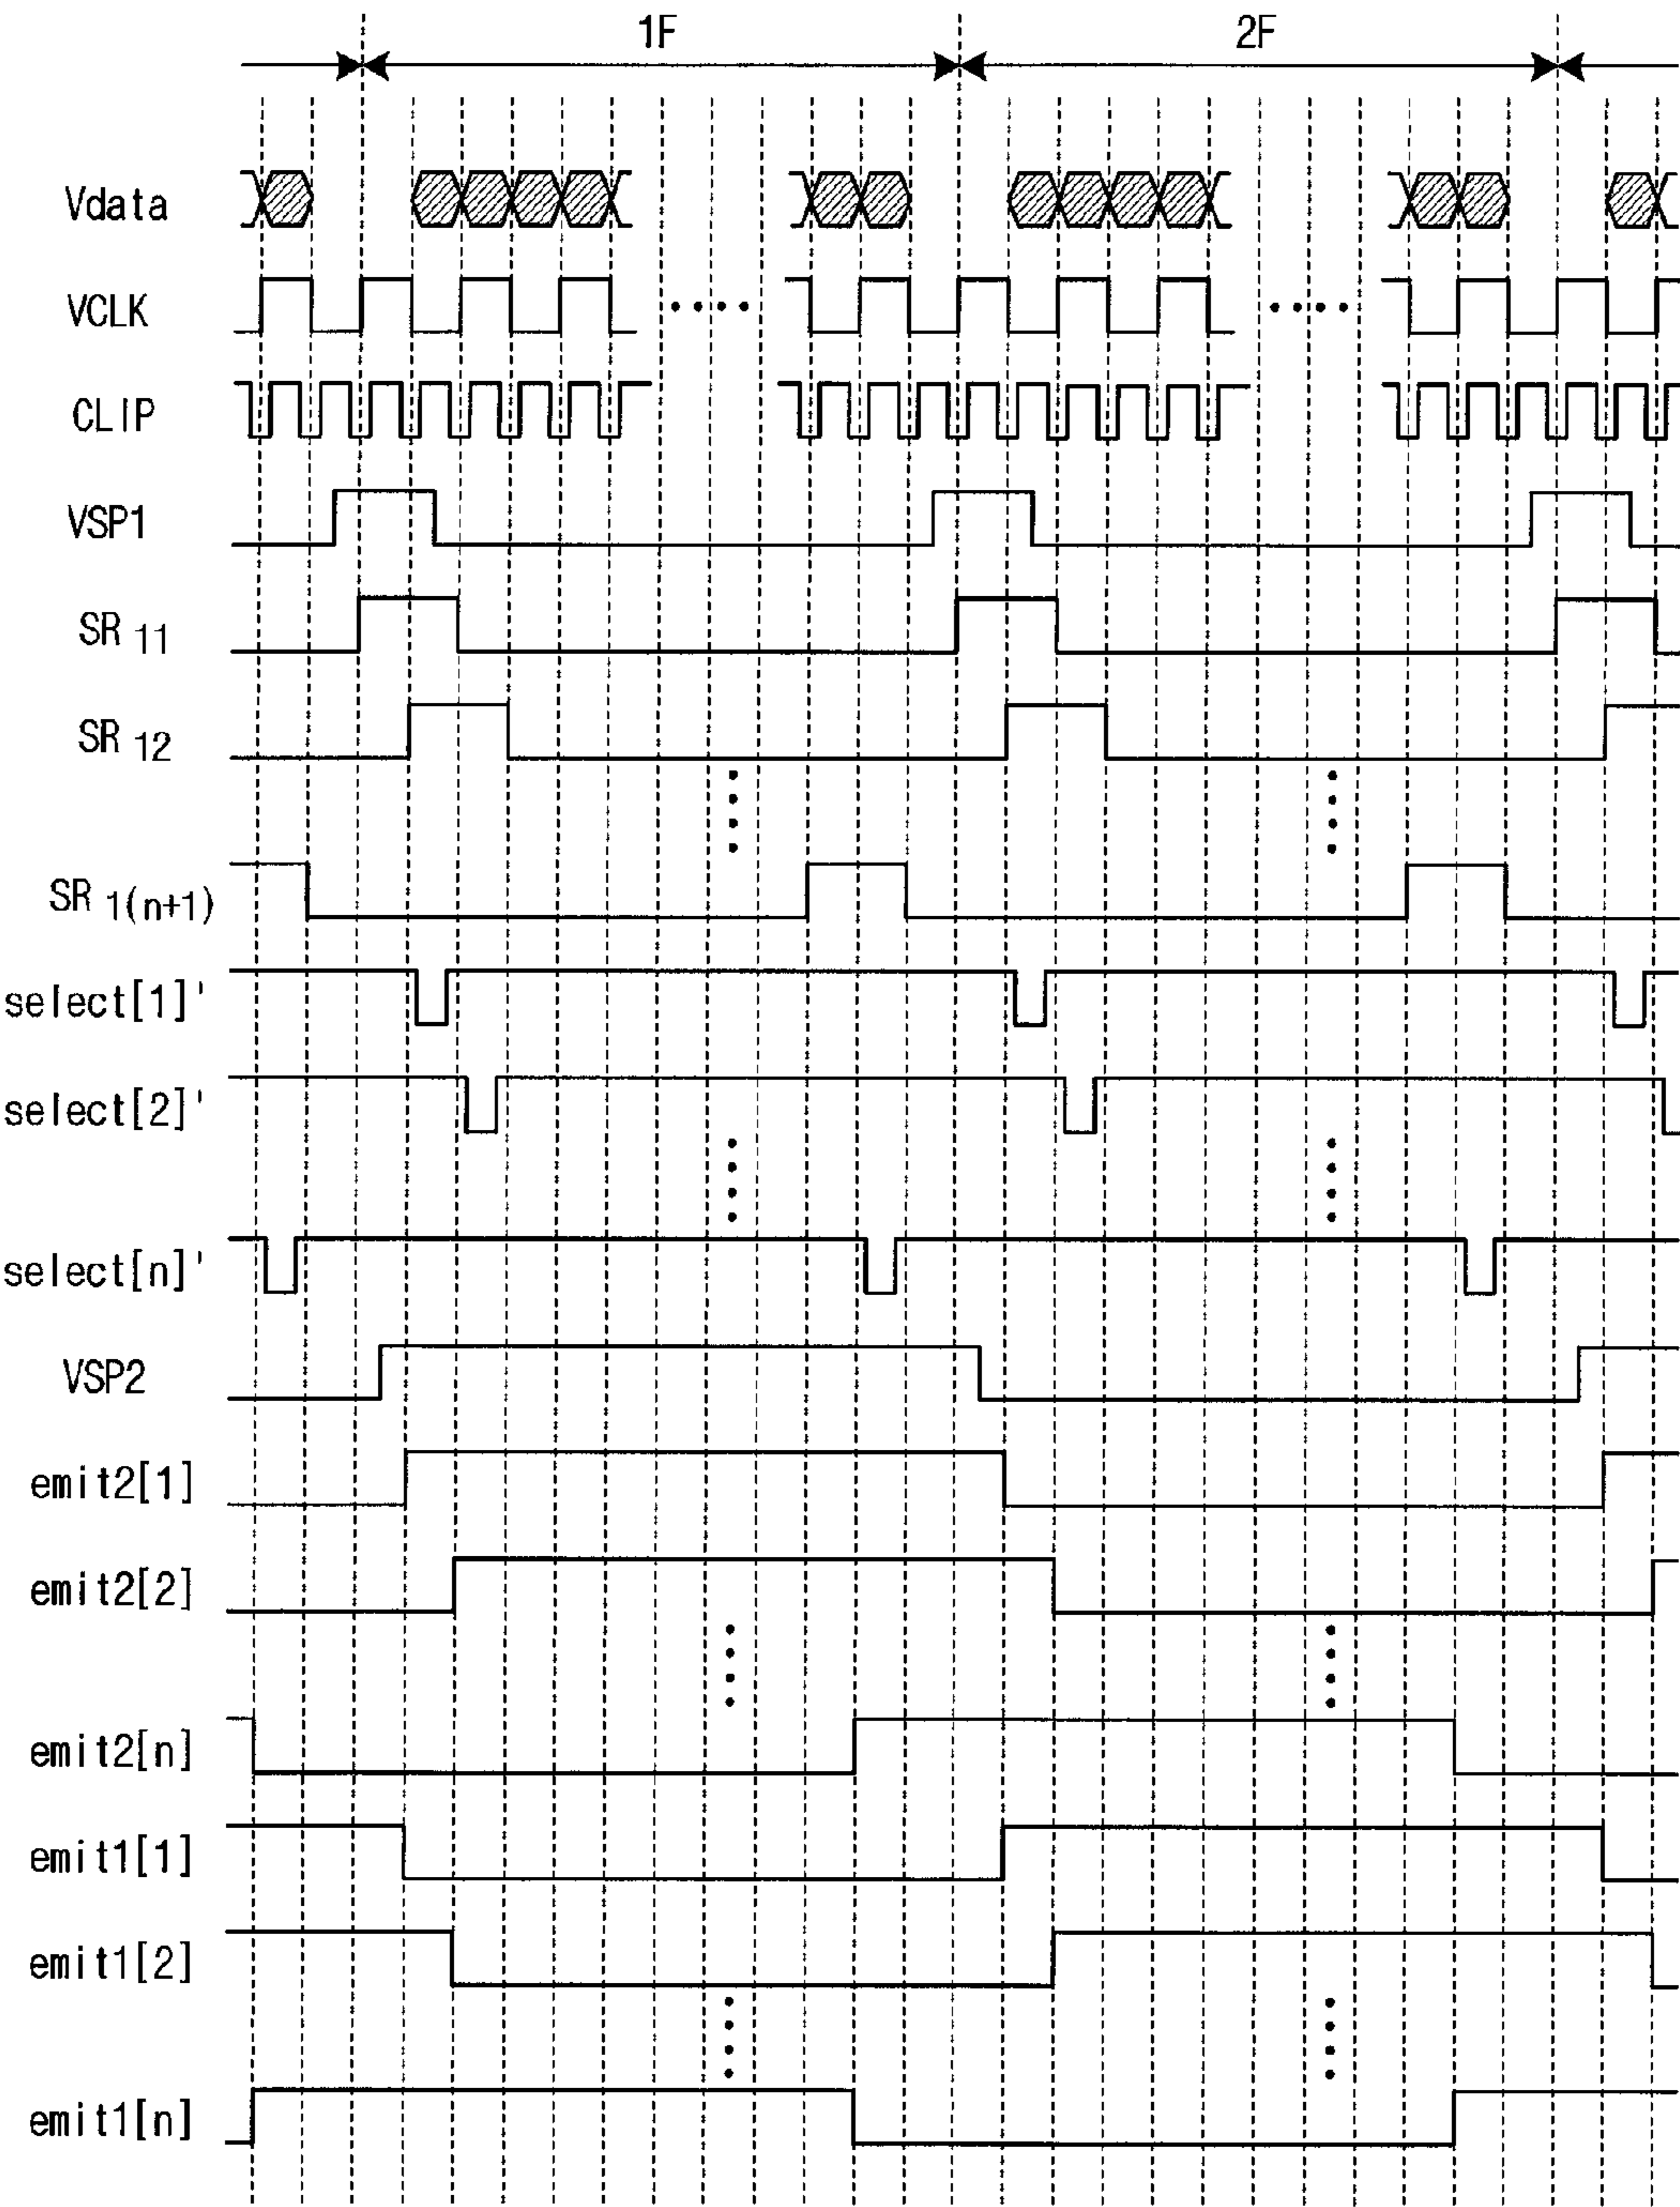 1F 2F
Vdata
VCLK
CLIP
VSP1
SR 11
SR 12
SR 1(n+1)
select[1]'
select[2]'
select[n]'
VSP2
emit2[1]
emit2[2]
emit2[n]
emit1[1]
emit1[2]
emit1[n]